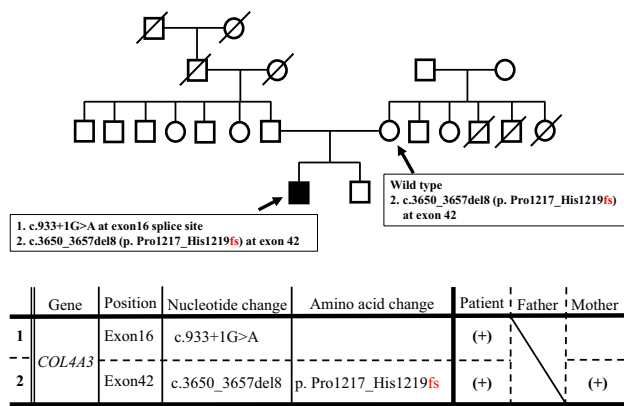 Wild type
2. c.3650_3657del8 (p. Pro1217_His1219fs)
at exon 42
1. c.933+1G>A at exon16 splice site
2. c.3650_3657del8 (p. Pro1217_His1219fs) at exon 42
Gene Position Nucleotide change Amino acid change Patient Father Mother
1 Exon16 c.933+1G>A (+)
COL4A3
2 Exon42 c.3650_3657del8 p. Pro1217_His1219fs (+) (+)